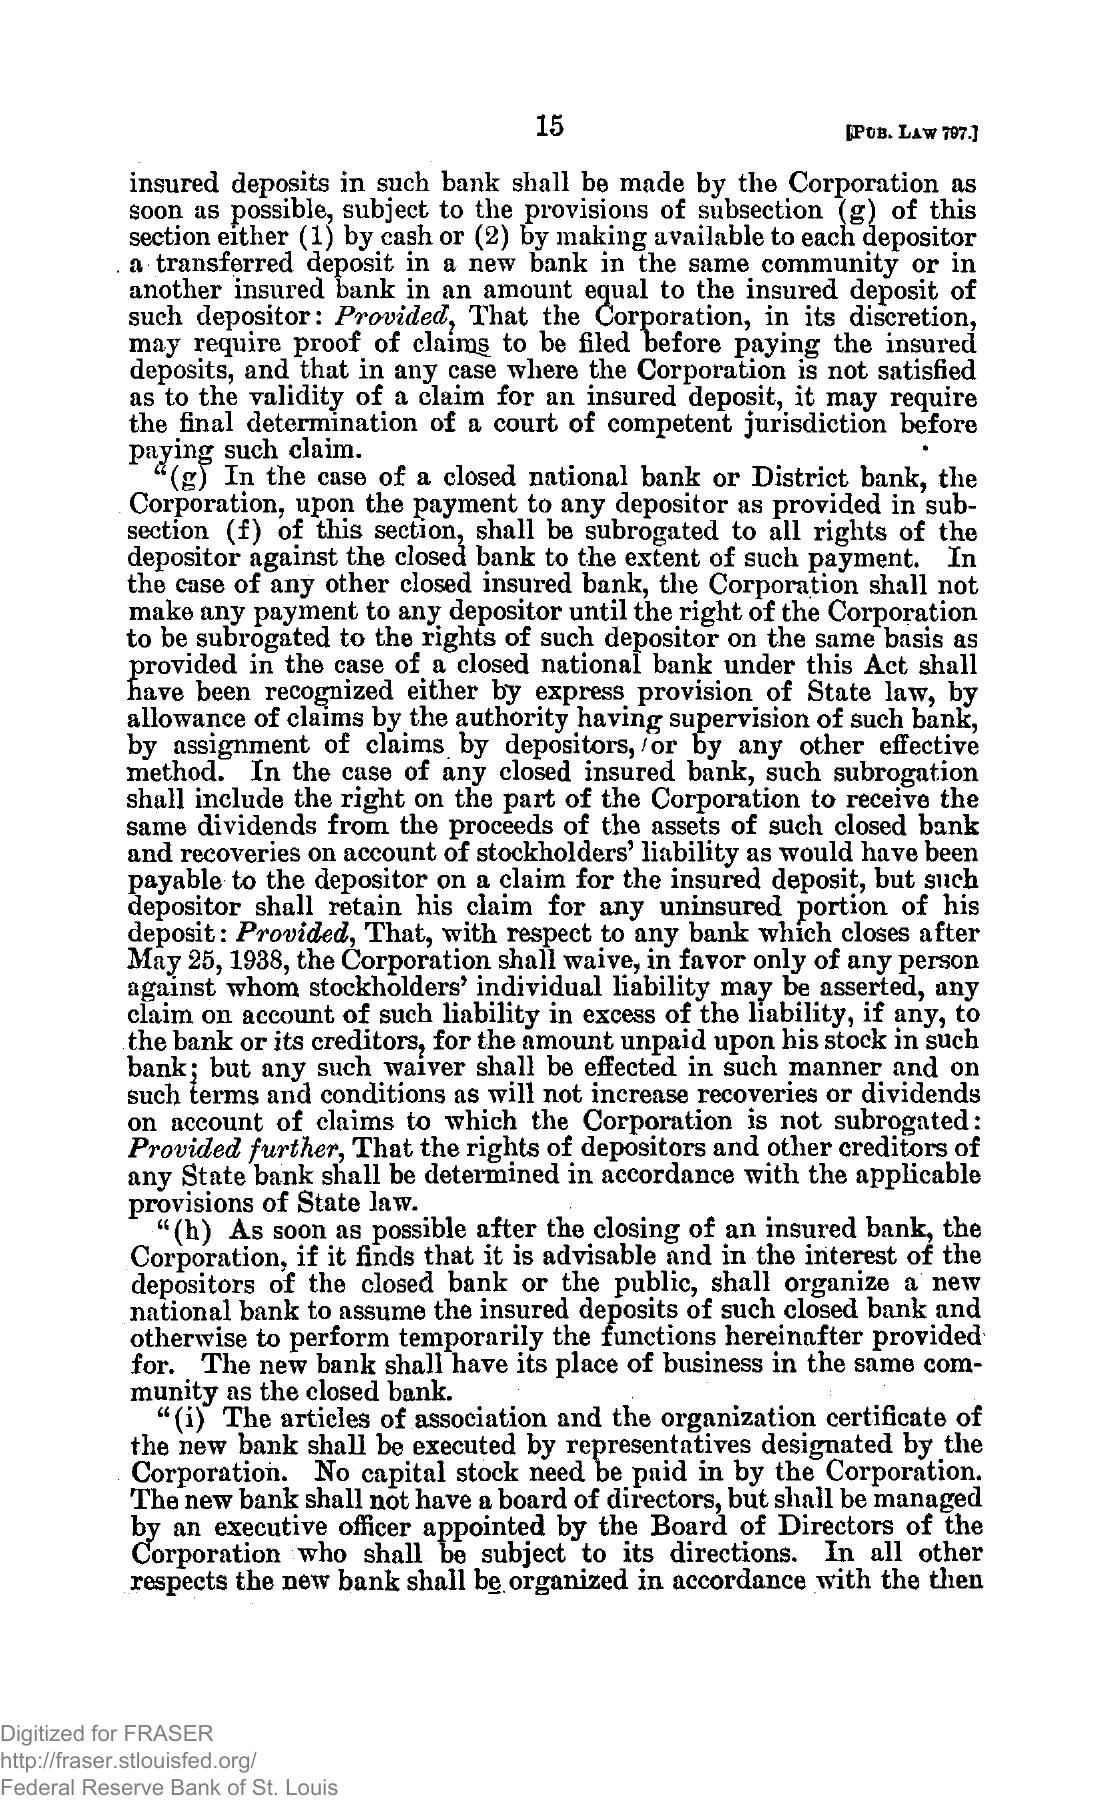 15 [PUB. LAW 797.]
insured deposits in such bank shall be made by the Corporation as
soon as possible, subject to the provisions of subsection (g) of this
section either (1) by cash or (2) by making available to each depositor
a transferred deposit in a new bank in the same community or in
another insured bank in an amount equal to the insured deposit of
such depositor: Provided, That the Corporation, in its discretion,
may require proof of claims to be filed before paying the insured
deposits, and that in any case where the Corporation is not satisfied
as to the validity of a claim for an insured deposit, it may require
the final determination of a court of competent jurisdiction before
paying such claim.
"(g) In the case of a closed national bank or District bank, the
Corporation, upon the payment to any depositor as provided in sub-
section (f) of this section, shall be subrogated to all rights of the
depositor against the closed bank to the extent of such payment. In
the case of any other closed insured bank, the Corporation shall not
make any payment to any depositor until the right of the Corporation
to be subrogated to the rights of such depositor on the same basis as
provided in the case of a closed national bank under this Act shall
have been recognized either by express provision of State law, by
allowance of claims by the authority having supervision of such bank,
by assignment of claims by depositors, or by any other effective
method. In the case of any closed insured bank, such subrogation
shall include the right on the part of the Corporation to receive the
same dividends from the proceeds of the assets of such closed bank
and recoveries on account of stockholders' liability as would have been
payable to the depositor on a claim for the insured deposit, but such
depositor shall retain his claim for any uninsured portion of his
deposit: Provided, That, with respect to any bank which closes after
May 25, 1938, the Corporation shall waive, in favor only of any person
against whom stockholders' individual liability may be asserted, any
claim on account of such liability in excess of the liability, if any, to
the bank or its creditors, for the amount unpaid upon his stock in such
bank; but any such waiver shall be effected in such manner and on
such terms and conditions as will not increase recoveries or dividends
on account of claims to which the Corporation is not subrogated:
Provided further, That the rights of depositors and other creditors of
any State bank shall be determined in accordance with the applicable
provisions of State law.
"(h) As soon as possible after the closing of an insured bank, the
Corporation, if it finds that it is advisable and in the interest of the
depositors of the closed bank or the public, shall organize a new
national bank to assume the insured deposits of such closed bank and
otherwise to perform temporarily the functions hereinafter provided
for. The new bank shall have its place of business in the same com-
munity as the closed bank.
"(i) The articles of association and the organization certificate of
the new bank shall be executed by representatives designated by the
Corporation. No capital stock need be paid in by the Corporation.
The new bank shall not have a board of directors, but shall be managed
by an executive officer appointed by the Board of Directors of the
Corporation who shall be subject to its directions. In all other
respects the new bank shall be organized in accordance with the then
Digitized for FRASER
http://fraser.stlouisfed.org/
Federal Reserve Bank of St. Louis